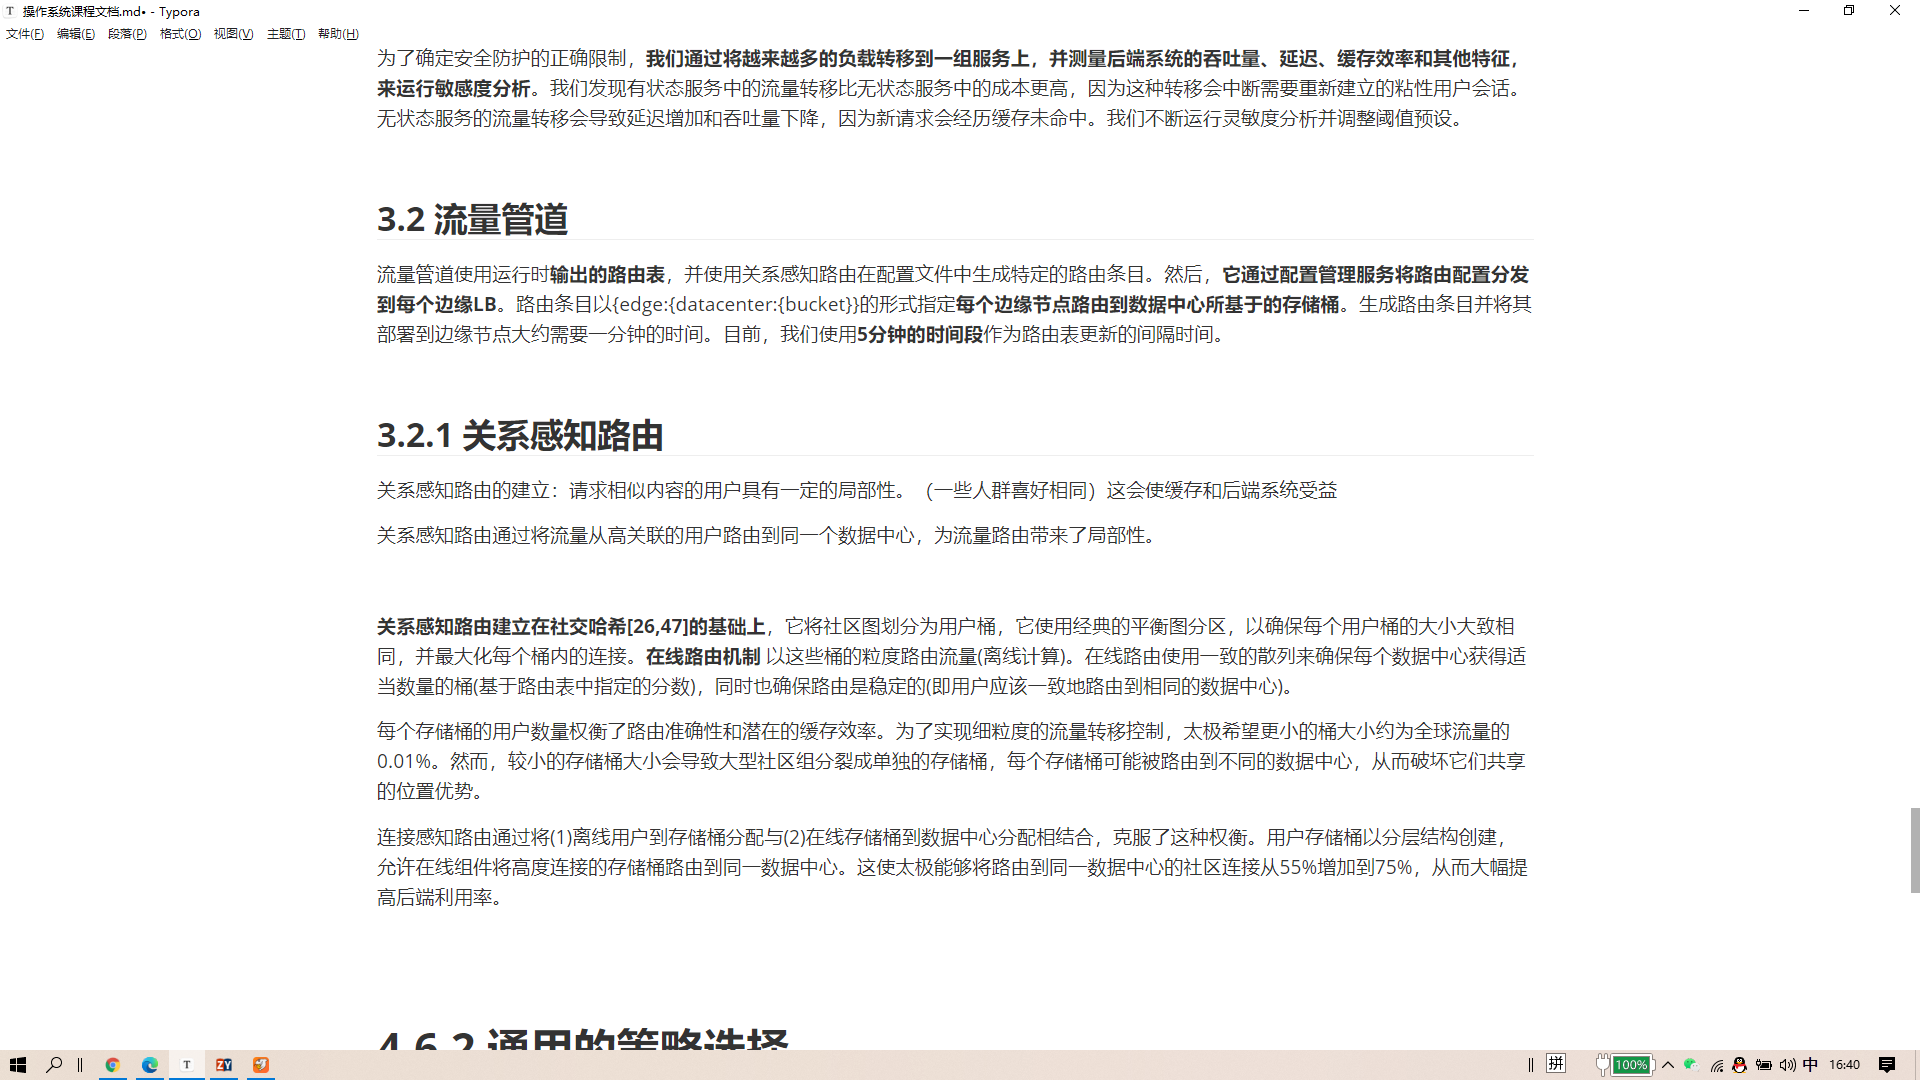 操作系统课程文档.md• - Typora
文件(F) 编辑(E) 段落(P) 格式(O) 视图(V) 主题(T) 帮助(H)
为了确定安全防护的正确限制，我们通过将越来越多的负载转移到一组服务上，并测量后端系统的吞吐量、延迟、缓存效率和其他特征，
来运行敏感度分析。我们发现有状态服务中的流量转移比无状态服务中的成本更高，因为这种转移会中断需要重新建立的粘性用户会话。
无状态服务的流量转移会导致延迟增加和吞吐量下降，因为新请求会经历缓存未命中。我们不断运行灵敏度分析并调整阈值预设。
3.2 流量管道
流量管道使用运行时输出的路由表，并使用关系感知路由在配置文件中生成特定的路由条目。然后，它通过配置管理服务将路由配置分发
到每个边缘LB。路由条目以{edge:{datacenter:{bucket}}的形式指定每个边缘节点路由到数据中心所基于的存储桶。生成路由条目并将其
部署到边缘节点大约需要一分钟的时间。目前，我们使用5分钟的时间段作为路由表更新的间隔时间。
3.2.1 关系感知路由
关系感知路由的建立：请求相似内容的用户具有一定的局部性。（一些人群喜好相同）这会使缓存和后端系统受益
关系感知路由通过将流量从高关联的用户路由到同一个数据中心，为流量路由带来了局部性。
关系感知路由建立在社交哈希[26,47]的基础上，它将社区图划分为用户桶，它使用经典的平衡图分区，以确保每个用户桶的大小大致相
同，并最大化每个桶内的连接。在线路由机制 以这些桶的粒度路由流量(离线计算)。在线路由使用一致的散列来确保每个数据中心获得适
当数量的桶(基于路由表中指定的分数)，同时也确保路由是稳定的(即用户应该一致地路由到相同的数据中心)。
每个存储桶的用户数量权衡了路由准确性和潜在的缓存效率。为了实现细粒度的流量转移控制，太极希望更小的桶大小约为全球流量的
0.01%。然而，较小的存储桶大小会导致大型社区组分裂成单独的存储桶，每个存储桶可能被路由到不同的数据中心，从而破坏它们共享
的位置优势。
连接感知路由通过将(1)离线用户到存储桶分配与(2)在线存储桶到数据中心分配相结合，克服了这种权衡。用户存储桶以分层结构创建，
允许在线组件将高度连接的存储桶路由到同一数据中心。这使太极能够将路由到同一数据中心的社区连接从55%增加到75%，从而大幅提
高后端利用率。
4.6.2 通用的策略选择
T ZY 拼 100% 中 16:40